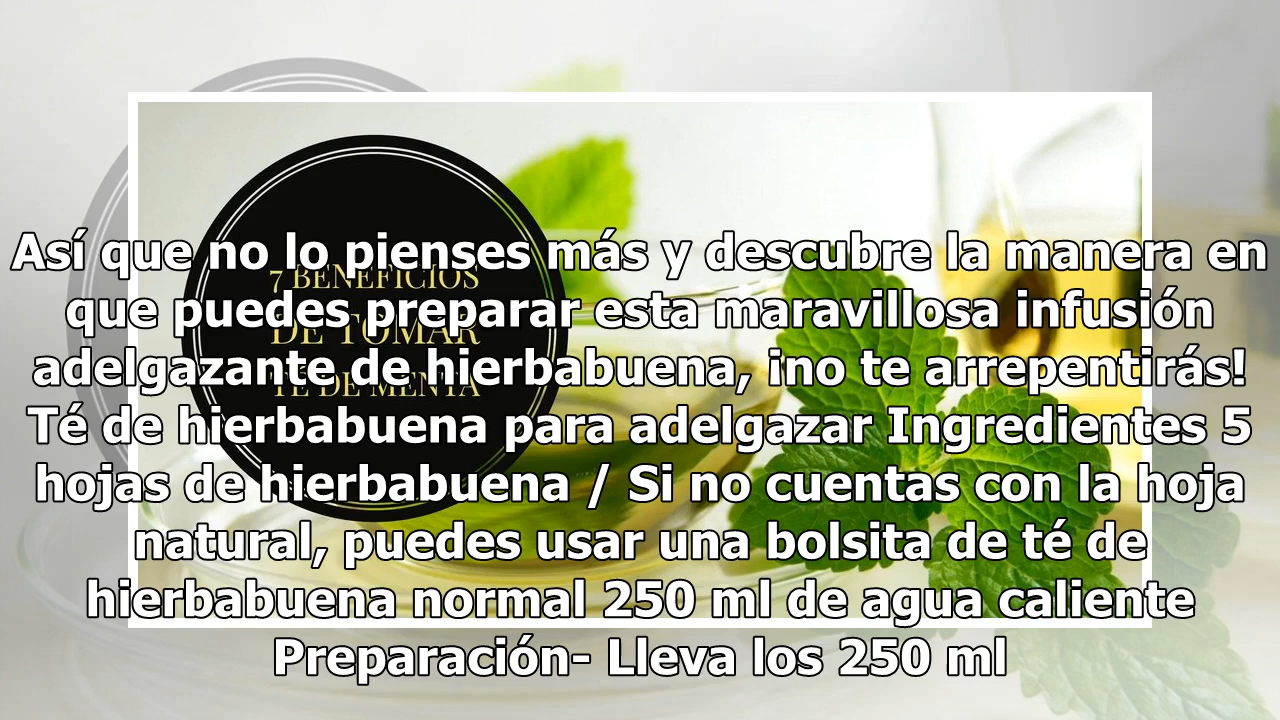 Así que no lo pienses más y descubre la manera en
que puedes preparar esta maravillosa infusión
adelgazante de hierbabuena, ¡no te arrepentirás!
Té de hierbabuena para adelgazar Ingredientes 5
hojas de hierbabuena / Si no cuentas con la hoja
natural, puedes usar una bolsita de té de
hierbabuena normal 250 ml de agua caliente
Preparación- Lleva los 250 ml
7 BENEFICIOS
DE TOMAR
TÉ DE MENTA